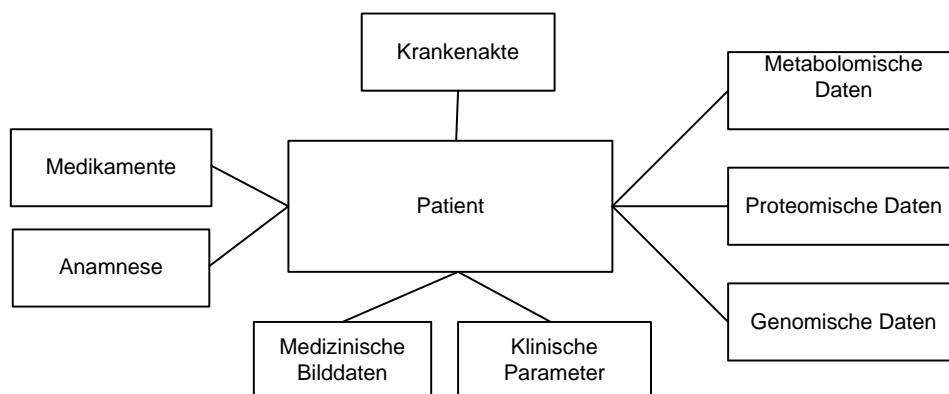 Krankenakte
Metabolomische
Daten
Medikamente
Patient
Proteomische Daten
Anamnese
Genomische Daten
Medizinische
Bilddaten
Klinische
Parameter